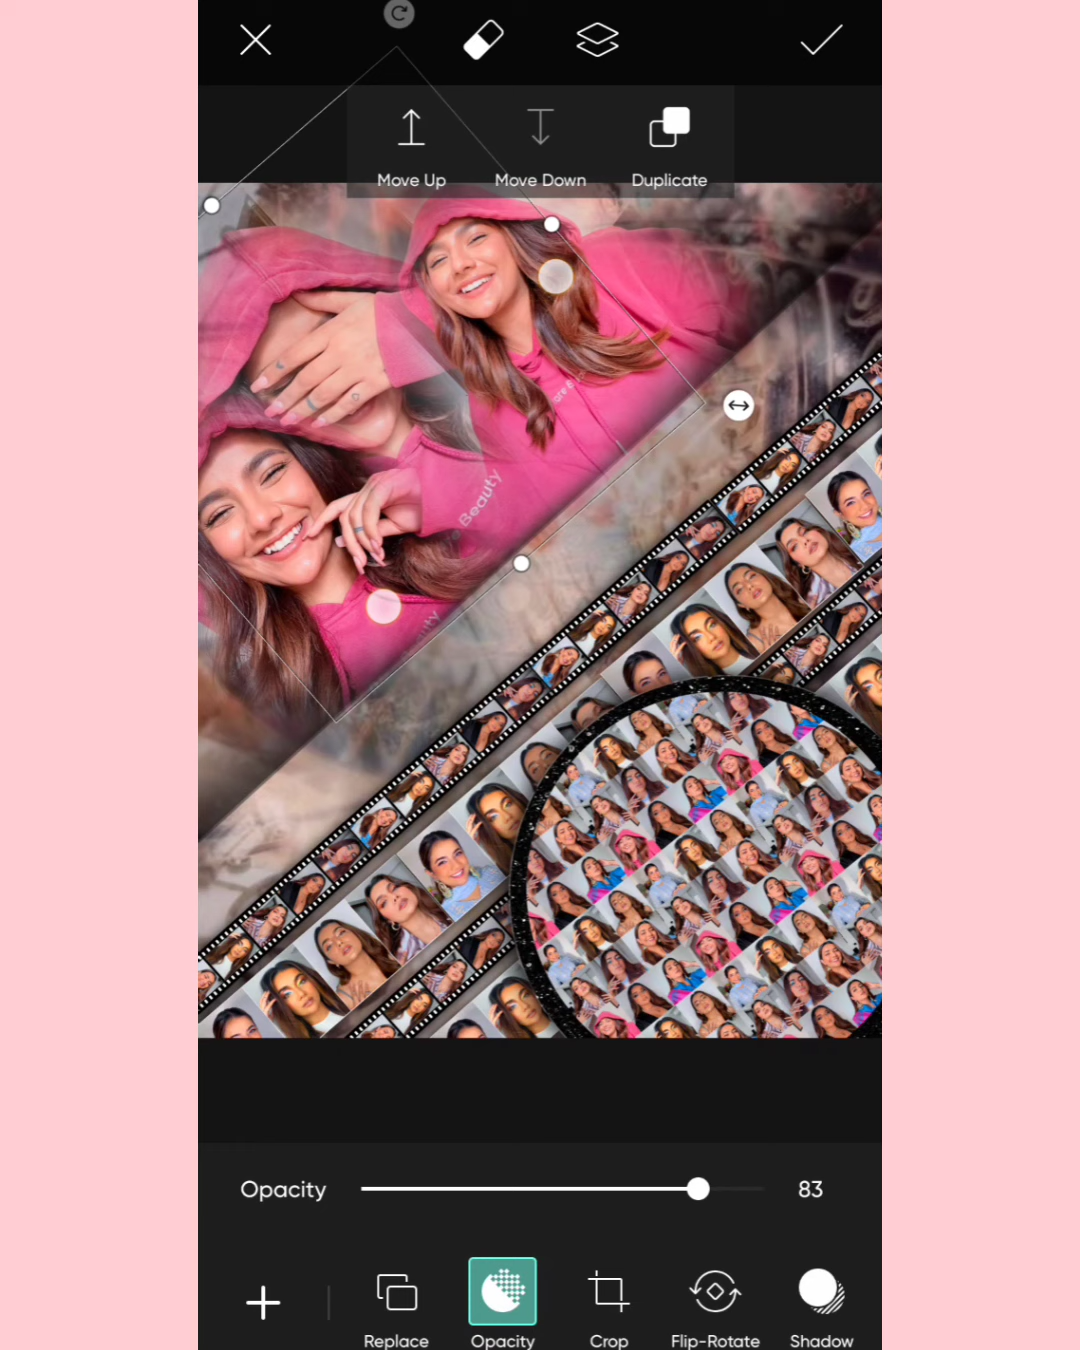 Move Up
Move Down
Duplicate
Beauty
Opacity
83
Replace
Opacity
Crop
Flip-Rotate
Shadow